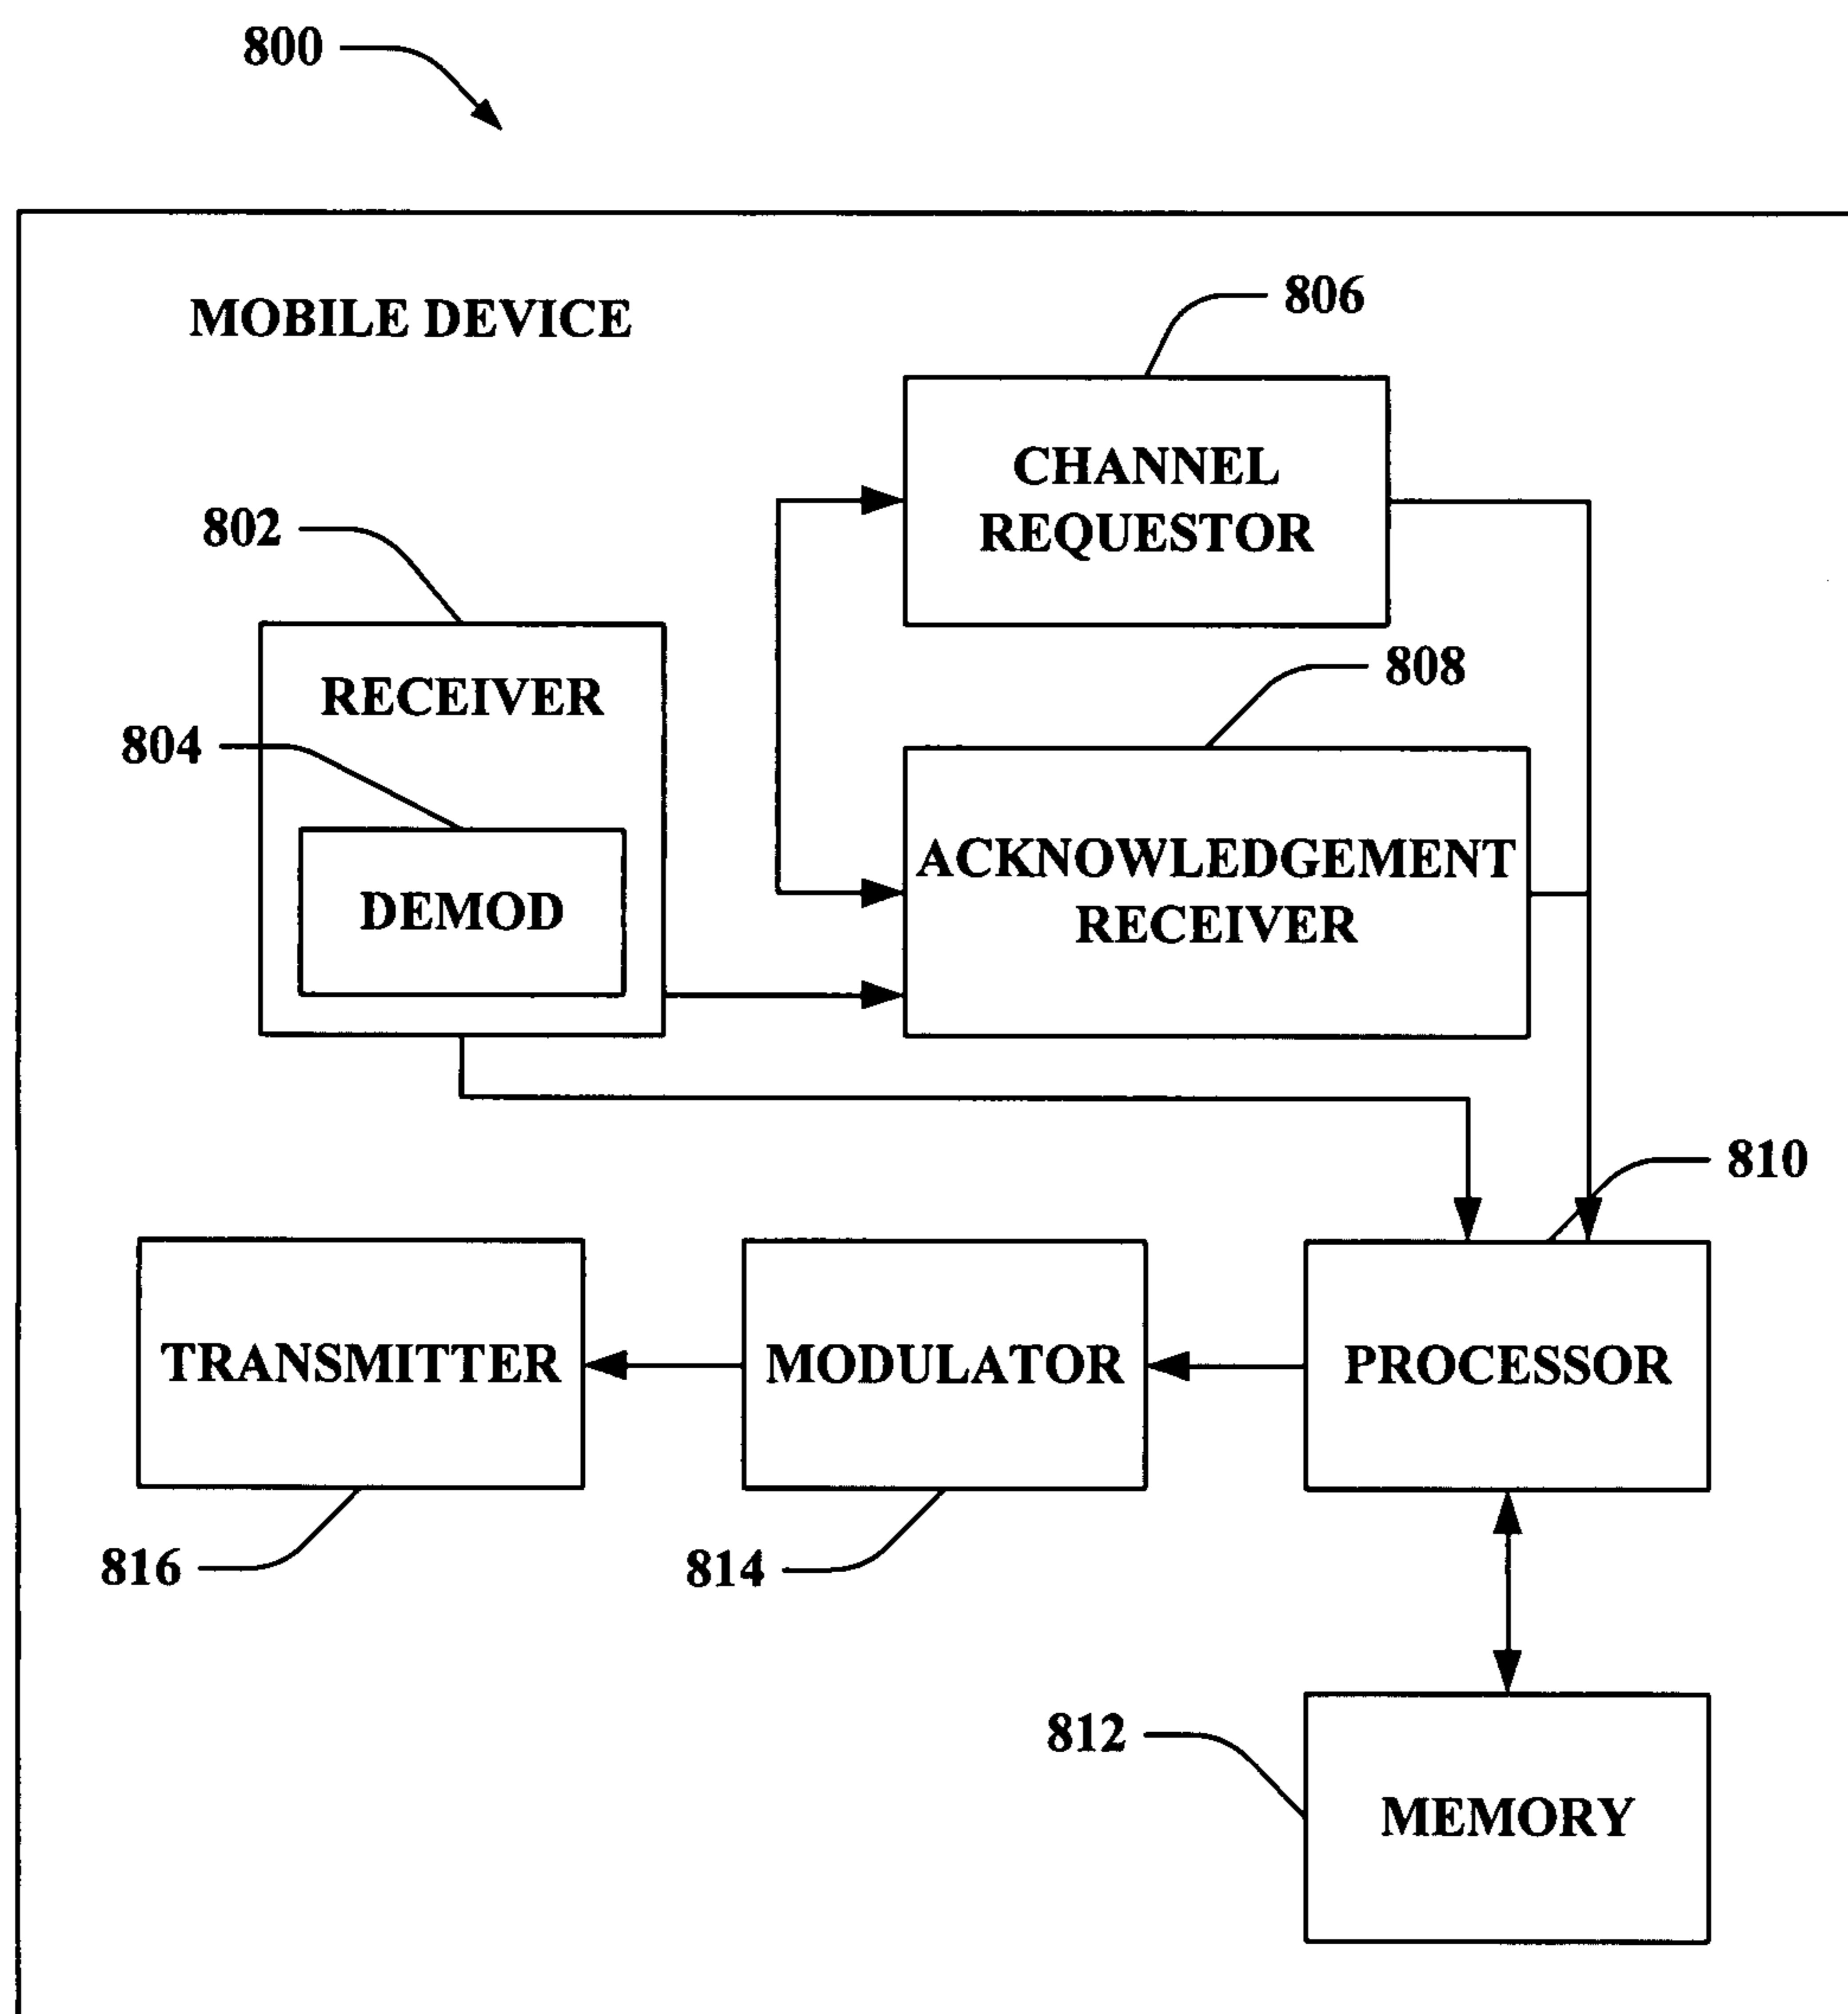 800
MOBILE DEVICE
806
CHANNEL
REQUESTOR
802
808
RECEIVER
804
ACKNOWLEDGEMENT
RECEIVER
DEMOD
810
TRANSMITTER
MODULATOR
PROCESSOR
816
814
812
MEMORY